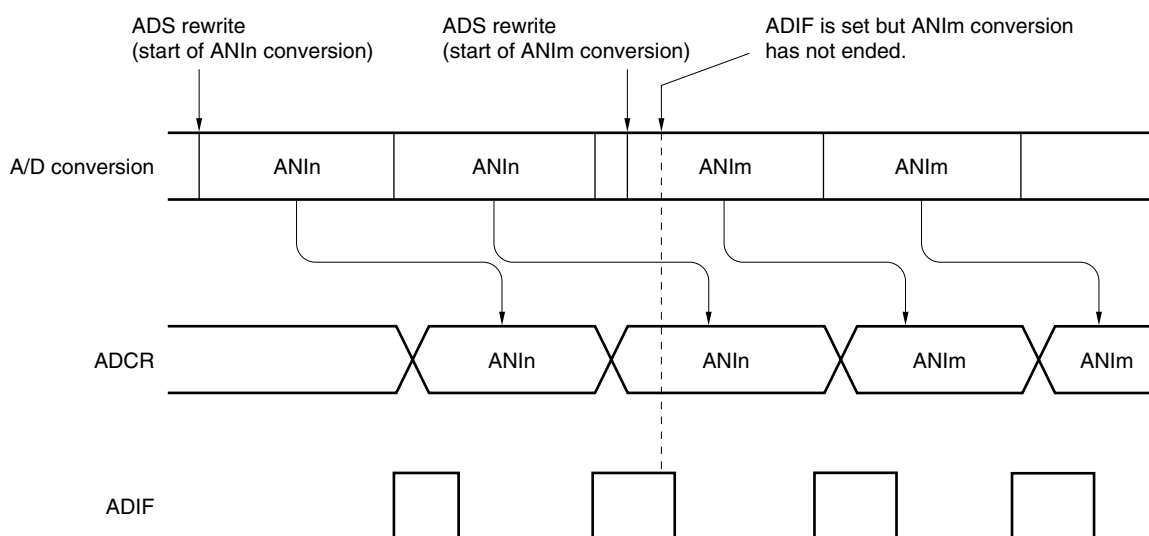 ADS rewrite
(start of ANIn conversion)
ADS rewrite
(start of ANIm conversion)
ADIF is set but ANIm conversion
has not ended.
A/D conversion
ANIn
ANIn
ANIm
ANIm
ADCR
ANIn
ANIn
ANIm
ANIm
ADIF